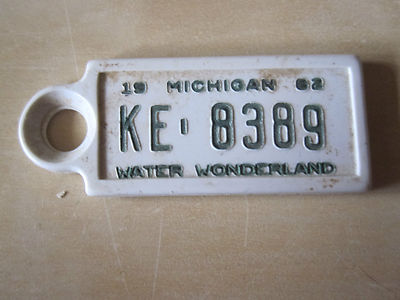 19 MICHIGAN 62
KE-8389
WATER WONDERLAND